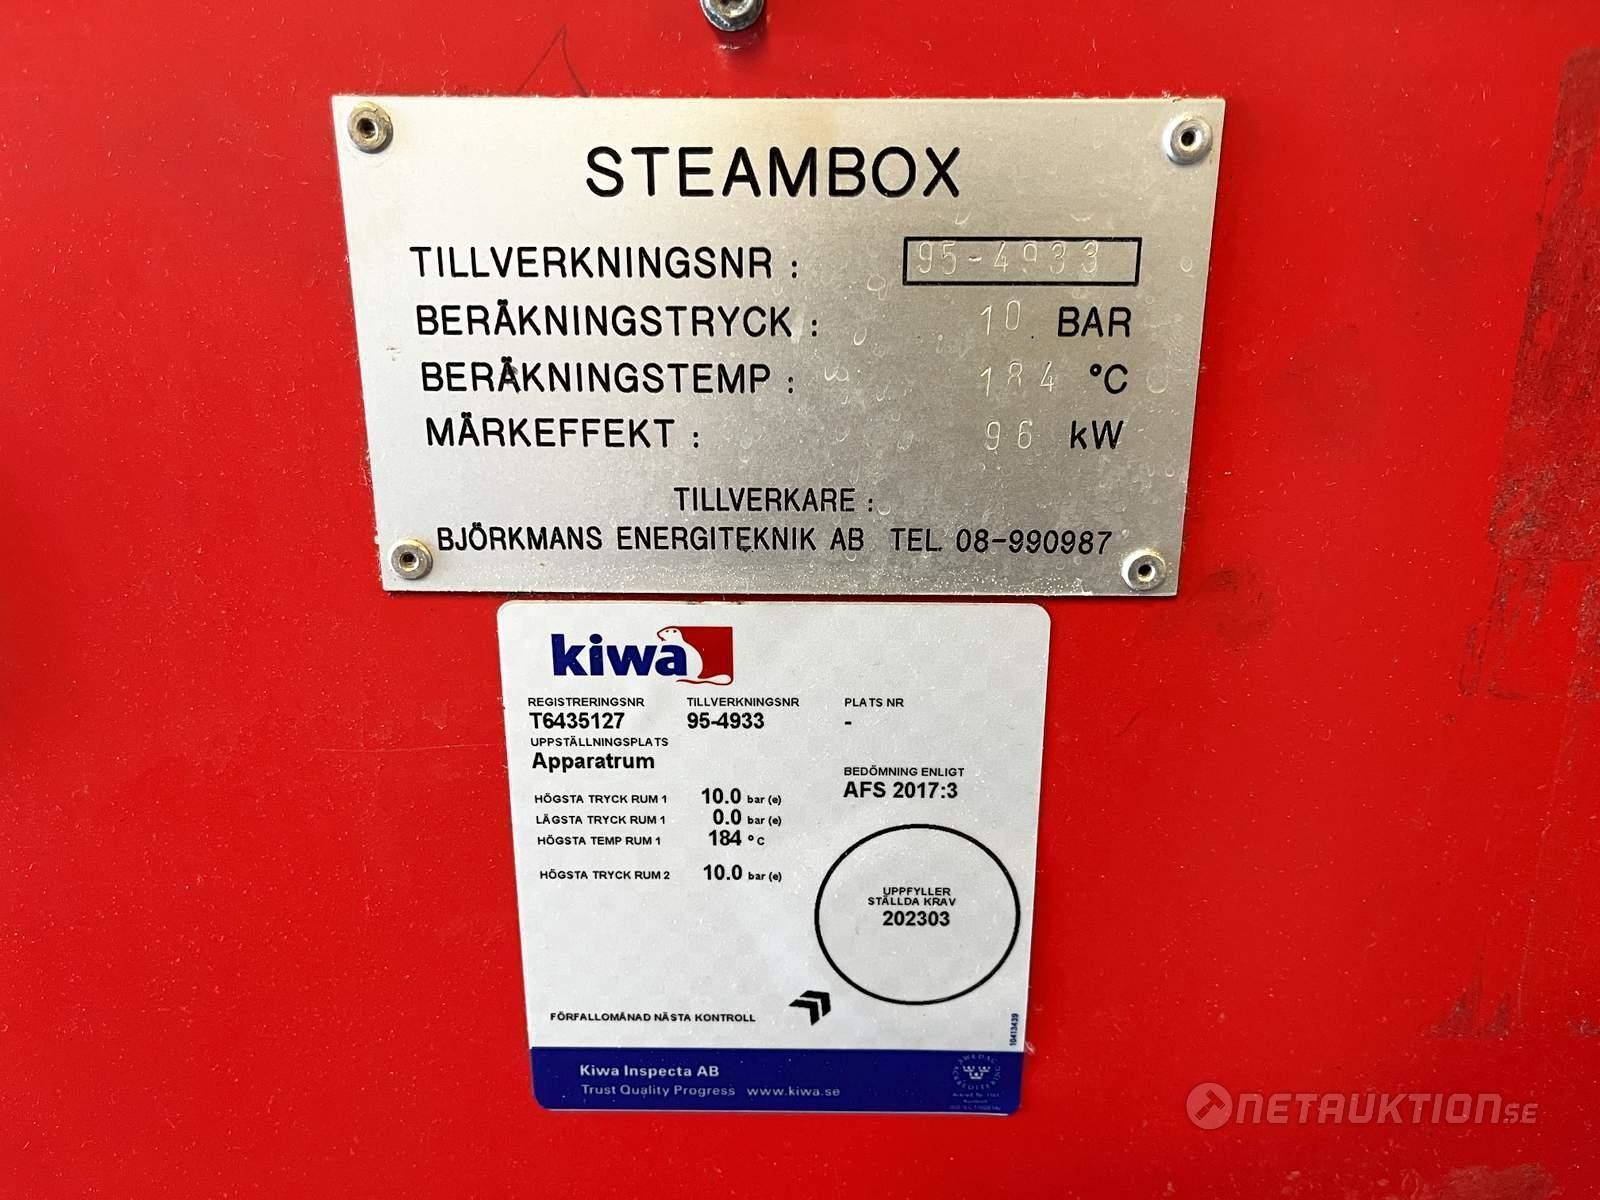 STEAMBOX
TILLVERKNINGSNR : 95-4933
BERÄKNINGSTRYCK : 10 BAR
BERÄKNINGSTEMP : 184 °C
MÄRKEFFEKT : 96 kW
TILLVERKARE :
BJÖRKMANS ENERGITEKNIK AB TEL 08-990987
kiwa
REGISTRERINGSNR TILLVERKNINGSNR PLATS NR
T6435127 95-4933 -
UPPSTÄLLNINGSPLATS
Apparatrum
BEDÖMNING ENLIGT
AFS 2017:3
HÖGSTA TRYCK RUM 1 10.0 bar (e)
LÄGSTA TRYCK RUM 1 0.0 bar (e)
HÖGSTA TEMP RUM 1 184 °C
HÖGSTA TRYCK RUM 2 10.0 bar (e)
UPPFYLLER
STÄLLDA KRAV
202303
FÖRFALLOMÅNAD NÄSTA KONTROLL
10413439
Kiwa Inspecta AB
Trust Quality Progress www.kiwa.se
SWEDAC
ACKREDITERING
NETAUKTION.SE